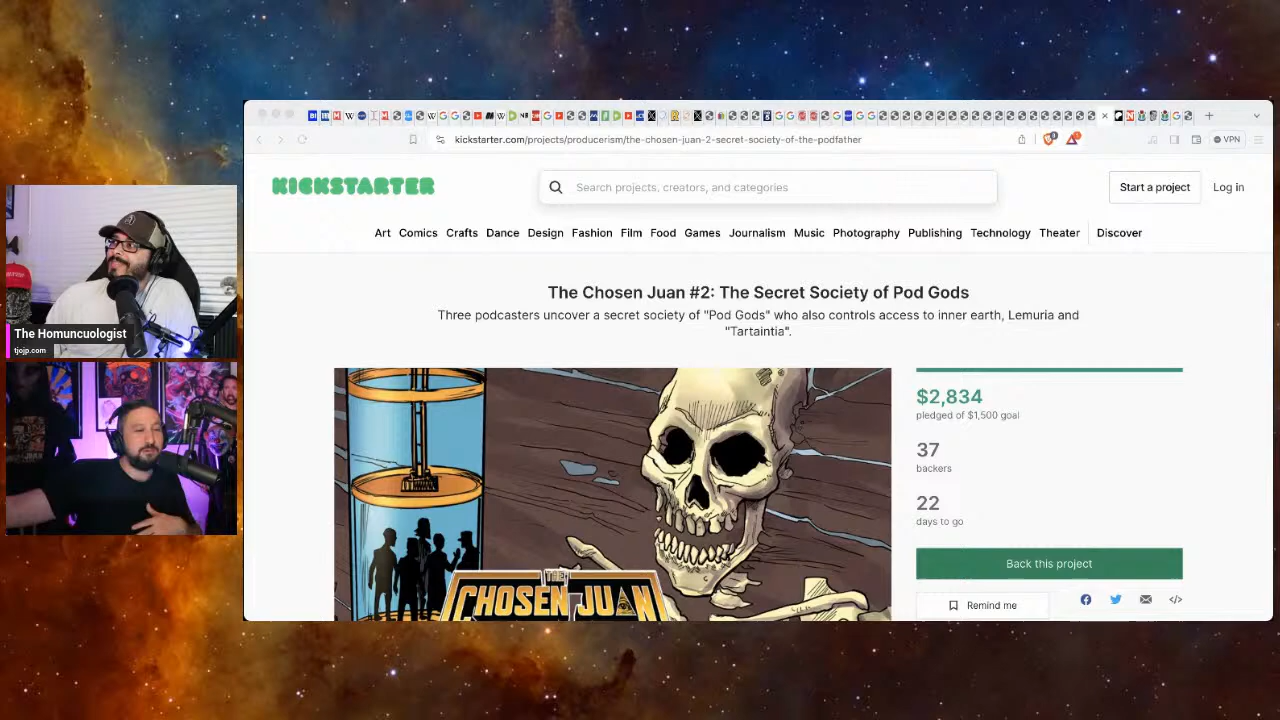 kickstarter.com/projects/producerism/the-chosen-juan-2-secret-society-of-the-podfather
VPN
KICKSTARTER
Search projects, creators, and categories
Start a project
Log in
Art Comics Crafts Dance Design Fashion Film Food Games Journalism Music Photography Publishing Technology Theater Discover
The Chosen Juan #2: The Secret Society of Pod Gods
Three podcasters uncover a secret society of "Pod Gods" who also controls access to inner earth, Lemuria and
"Tartaintia".
$2,834
pledged of $1,500 goal
37
backers
22
days to go
Back this project
Remind me
THE
CHOSEN JUAN
The Homuncuologist
tjojp.com